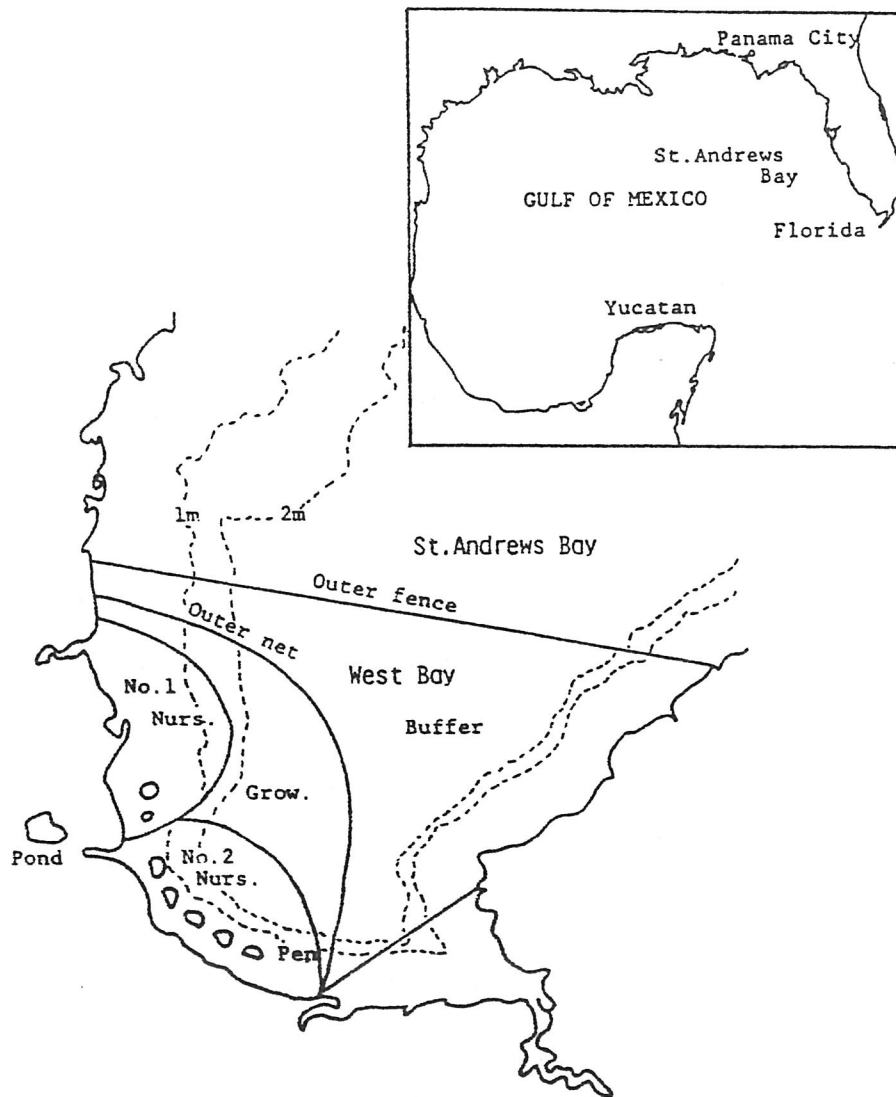 Panama City
St.Andrews
Bay
GULF OF MEXICO
Florida
Yucatan
1m
2m
St.Andrews Bay
Outer fence
Outer net
West Bay
No.1
Nurs.
Buffer
Grow.
Pond
No.2
Nurs.
Pen